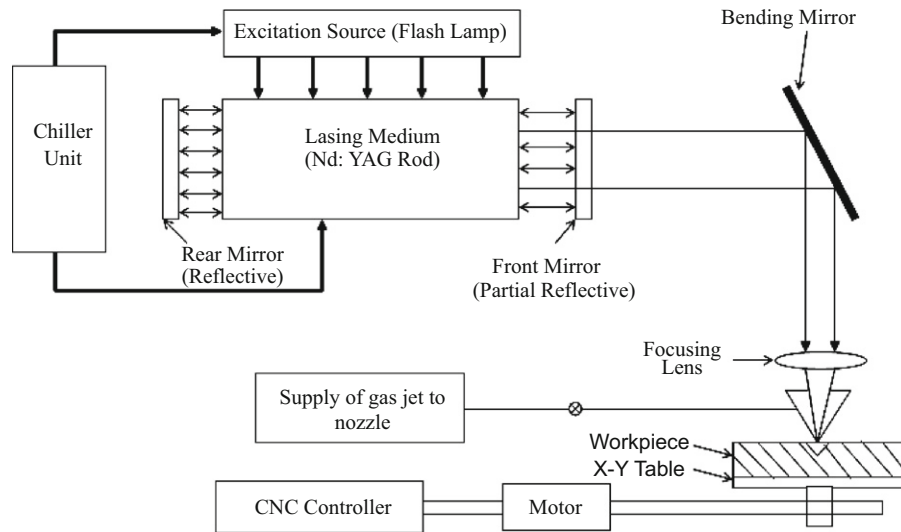 Excitation Source (Flash Lamp)
Bending Mirror
Chiller
Unit
Lasing Medium
(Nd: YAG Rod)
Rear Mirror
(Reflective)
Front Mirror
(Partial Reflective)
Focusing
Lens
Supply of gas jet to
nozzle
Workpiece
X-Y Table
CNC Controller
Motor